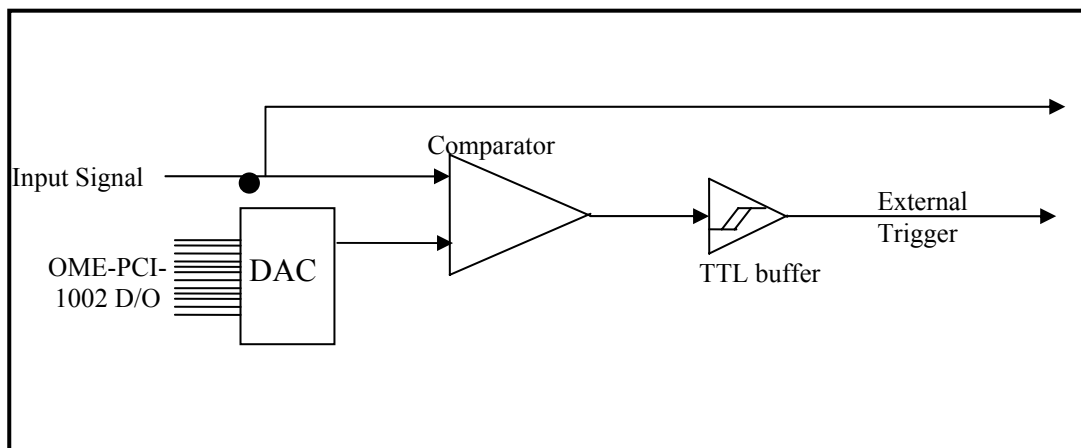 Comparator
Input Signal
External
Trigger
OME-PCI-
1002 D/O
DAC
TTL buffer